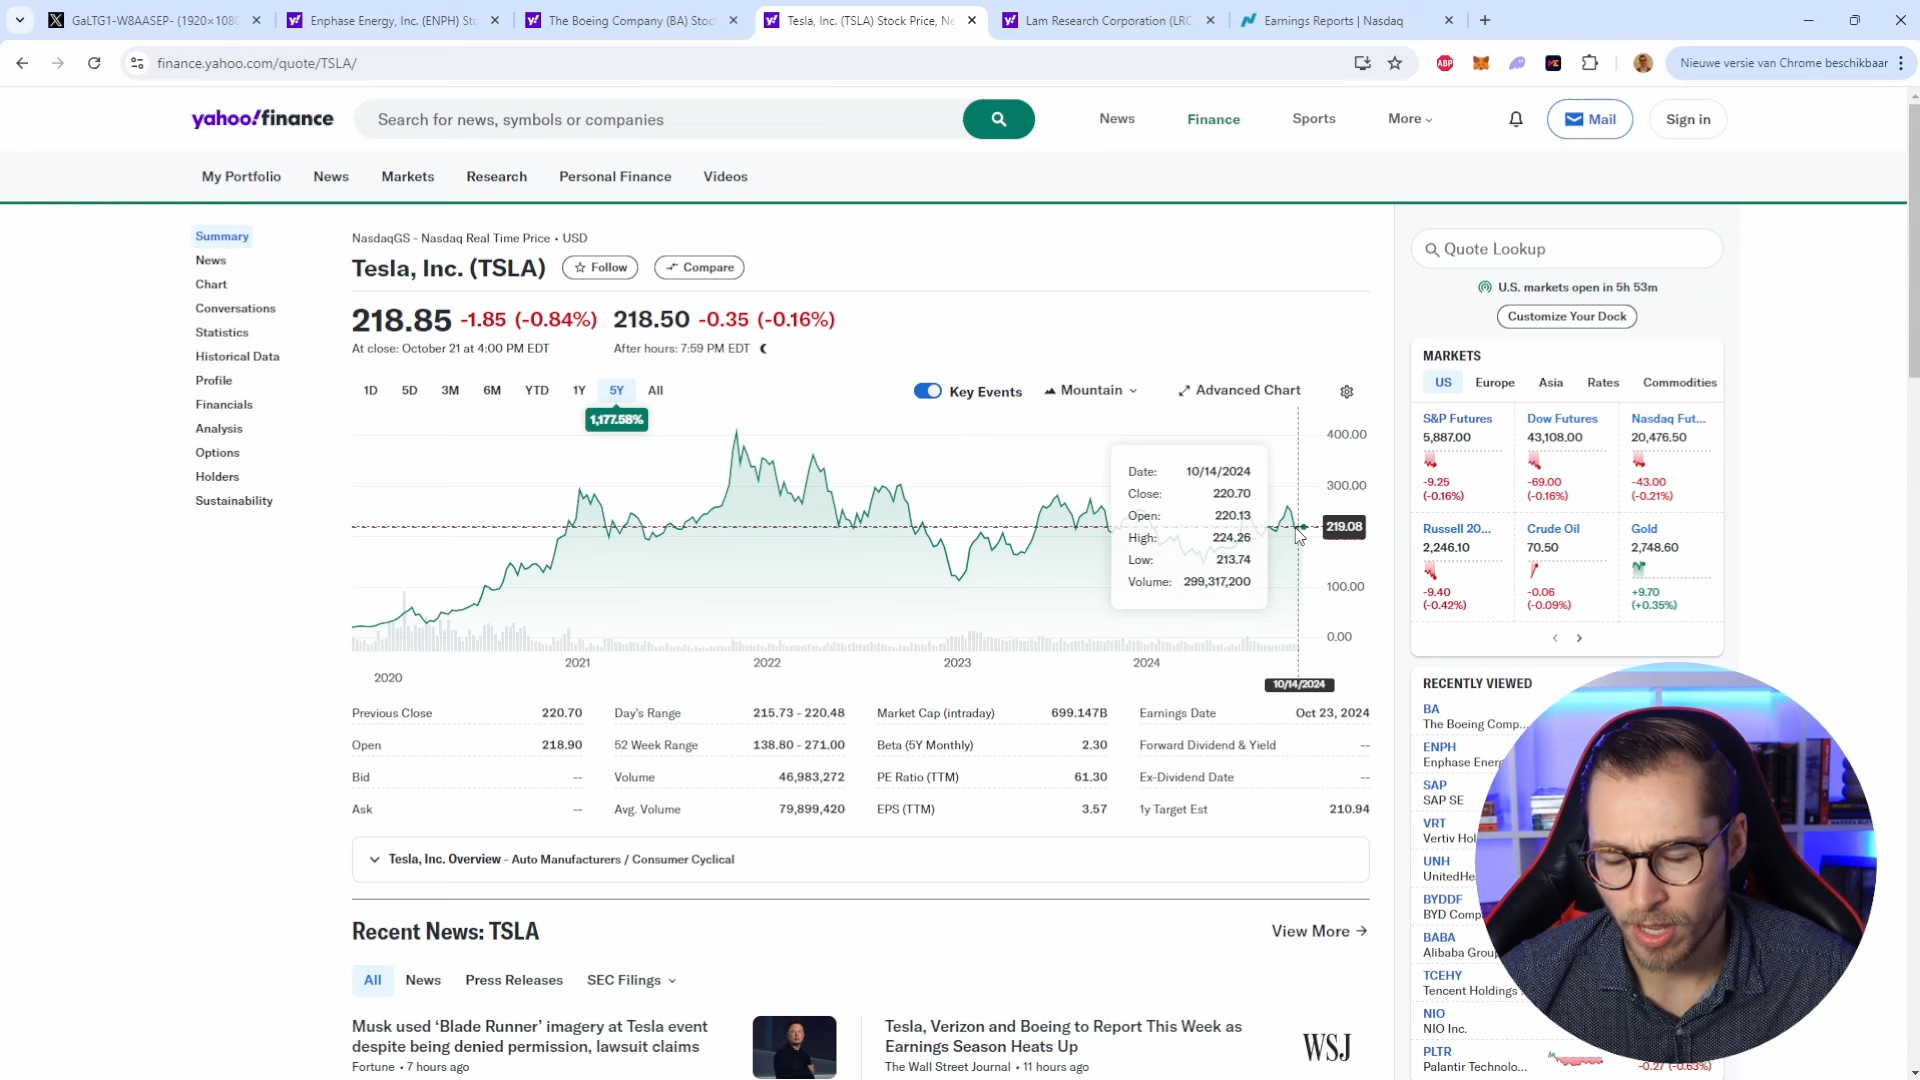 GaLTG1-W8AASEP- (1920×108
Enphase Energy, Inc. (ENPH) Sto
The Boeing Company (BA) Stoc
Tesla, Inc. (TSLA) Stock Price, Ne
Lam Research Corporation (LRC
Earnings Reports | Nasdaq
finance.yahoo.com/quote/TSLA/
ABP
Nieuwe versie van Chrome beschikbaar
yahoo!finance
Search for news, symbols or companies
News
Finance
Sports
More
Mail
Sign in
My Portfolio
News
Markets
Research
Personal Finance
Videos
Summary
News
Chart
Conversations
Statistics
Historical Data
Profile
Financials
Analysis
Options
Holders
Sustainability
NasdaqGS - Nasdaq Real Time Price • USD
Tesla, Inc. (TSLA)
Follow
Compare
218.85 -1.85 (-0.84%)
218.50 -0.35 (-0.16%)
At close: October 21 at 4:00 PM EDT
After hours: 7:59 PM EDT
1D 5D 3M 6M YTD 1Y 5Y All
1,177.58%
Key Events
Mountain
Advanced Chart
400.00
300.00
219.08
100.00
0.00
Date: 10/14/2024
Close: 220.70
Open: 220.13
High: 224.26
Low: 213.74
Volume: 299,317,200
2020
2021
2022
2023
2024
10/14/2024
Previous Close 220.70
Day's Range 215.73 - 220.48
Market Cap (intraday) 699.147B
Earnings Date Oct 23, 2024
Open 218.90
52 Week Range 138.80 - 271.00
Beta (5Y Monthly) 2.30
Forward Dividend & Yield --
Bid --
Volume 46,983,272
PE Ratio (TTM) 61.30
Ex-Dividend Date --
Ask --
Avg. Volume 79,899,420
EPS (TTM) 3.57
1y Target Est 210.94
Tesla, Inc. Overview - Auto Manufacturers / Consumer Cyclical
Recent News: TSLA
View More
All
News
Press Releases
SEC Filings
Musk used ‘Blade Runner’ imagery at Tesla event
despite being denied permission, lawsuit claims
Fortune • 7 hours ago
Tesla, Verizon and Boeing to Report This Week as
Earnings Season Heats Up
The Wall Street Journal • 11 hours ago
WSJ
Quote Lookup
U.S. markets open in 5h 53m
Customize Your Dock
MARKETS
US Europe Asia Rates Commodities
S&P Futures
5,887.00
-9.25
(-0.16%)
Dow Futures
43,108.00
-69.00
(-0.16%)
Nasdaq Fut...
20,476.50
-43.00
(-0.21%)
Russell 20...
2,246.10
-9.40
(-0.42%)
Crude Oil
70.50
-0.06
(-0.09%)
Gold
2,748.60
+9.70
(+0.35%)
RECENTLY VIEWED
BA
The Boeing Comp...
ENPH
Enphase Ener
SAP
SAP SE
VRT
Vertiv Hol
UNH
UnitedHe
BYDDF
BYD Comp
BABA
Alibaba Group
TCEHY
Tencent Holdings
NIO
NIO Inc.
PLTR
Palantir Technolo...
-0.27 (-0.63%)